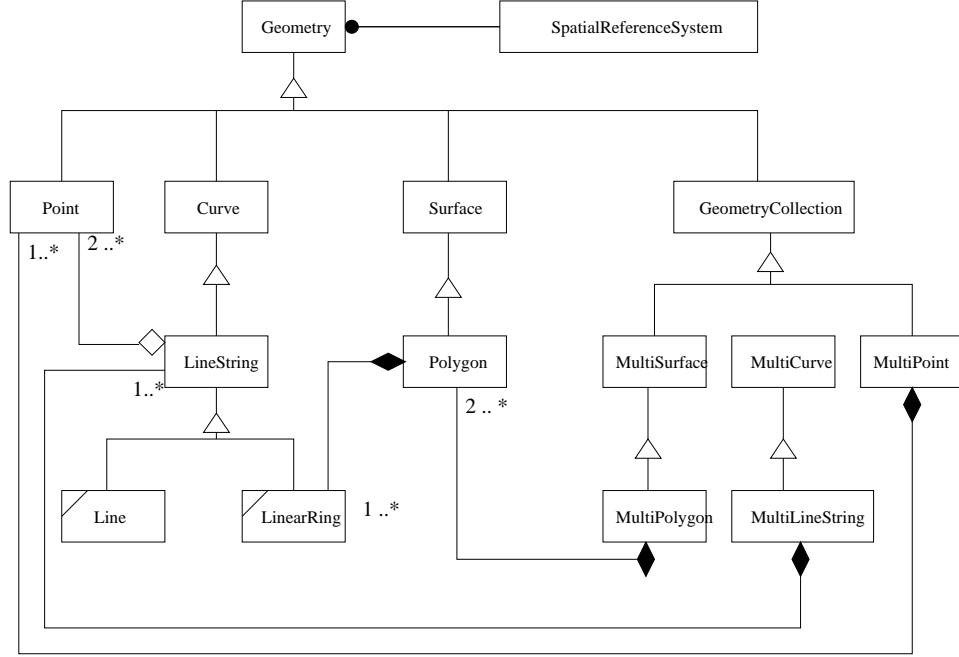 Geometry
SpatialReferenceSystem
Point
Curve
Surface
GeometryCollection
1..*
2 ..*
LineString
Polygon
MultiSurface
MultiCurve
MultiPoint
1..*
2 .. *
Line
LinearRing
1 ..*
MultiPolygon
MultiLineString